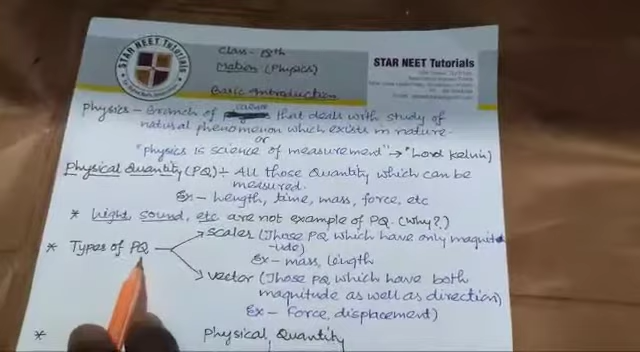 STAR NEET Tutorials
STAR NEET Tutorials
Motion (Physics)
Basic Introduction
Physics - Branch of science that deals with study of
natural phenomenon which exists in nature.
or
"Physics is science of measurement" → "Lord Kelvin)
Physical Quantity (PQ) ÷ All those Quantity which can be
measured.
Ex - Length, time, mass, force, etc
* light, sound, etc are not example of PQ. (Why?)
* Types of PQ
scaler (Those PQ which have only magnit
-ude)
Ex - mass, length
vector (Those PQ which have both
magnitude as well as direction)
Ex - Force, displacement)
* Physical Quantity